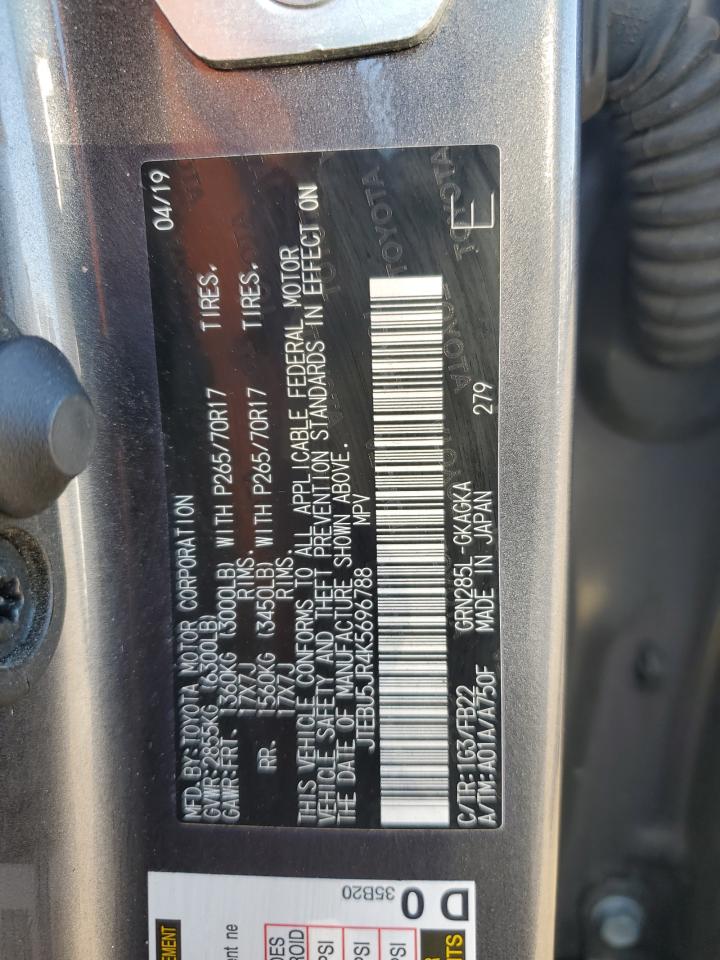 MFD.BY:TOYOTA MOTOR CORPORATION 04/19
GVWR:2855KG (6300LB)
GAWR:FRT. 1360KG (3000LB) WITH P265/70R17 TIRES.
17X7J RIMS.
RR. 1560KG (3450LB) WITH P265/70R17 TIRES.
17X7J RIMS.
THIS VEHICLE CONFORMS TO ALL APPLICABLE FEDERAL MOTOR
VEHICLE SAFETY AND THEFT PREVENTION STANDARDS IN EFFECT ON
THE DATE OF MANUFACTURE SHOWN ABOVE.
JTEBU5JR4K5696788 MPV
C/TR:1G3/FB22 GRN285L-GKAGKA
A/TM:A01A/A750F MADE IN JAPAN 279
E
TOYOTA
TOYOTA
TOYOTA
TOYOTA
35B20
D O